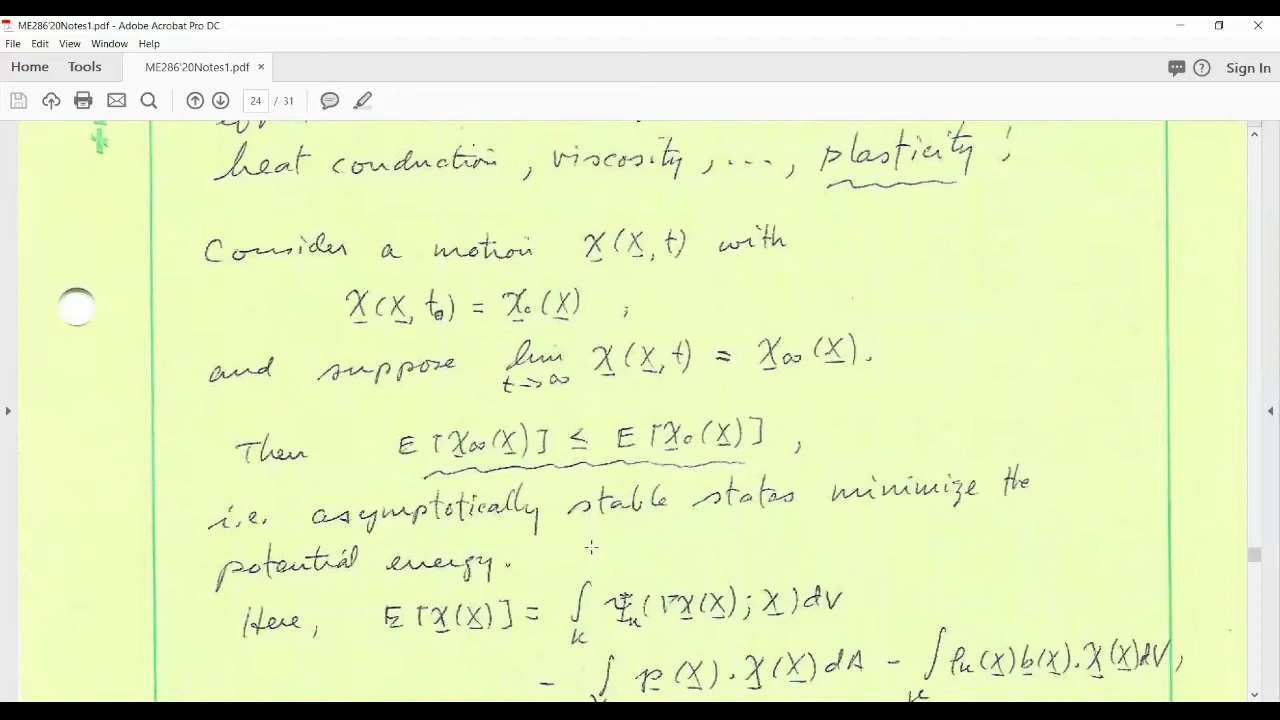 ME286'20Notes1.pdf - Adobe Acrobat Pro DC
File Edit View Window Help
Home Tools ME286'20Notes1.pdf × Sign In
24 / 31
heat conduction, viscosity, ..., plasticity!
Consider a motion χ(X, t) with
χ(X, t₀) = χ₀(X) ;
and suppose lim t→∞ χ(X, t) = χ∞(X).
Then E[χ∞(X)] ≤ E[χ₀(X)] ,
i.e. asymptotically stable states minimize the
potential energy.
Here, E[χ(X)] = ∫κ Ψκ(∇χ(X); X) dV
- ∫ p(X) · χ(X) dA - ∫κ ρκ(X) b(X) · χ(X) dV,